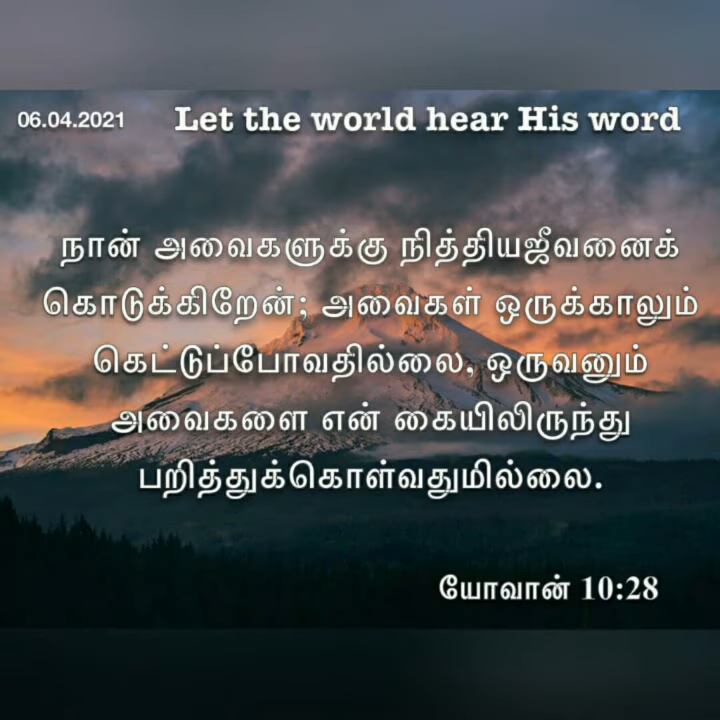 06.04.2021 Let the world hear His word
நான் அவைகளுக்கு நித்தியஜீவனைக்
கொடுக்கிறேன்; அவைகள் ஒருக்காலும்
கெட்டுப்போவதில்லை, ஒருவனும்
அவைகளை என் கையிலிருந்து
பறித்துக்கொள்வதுமில்லை.
யோவான் 10:28